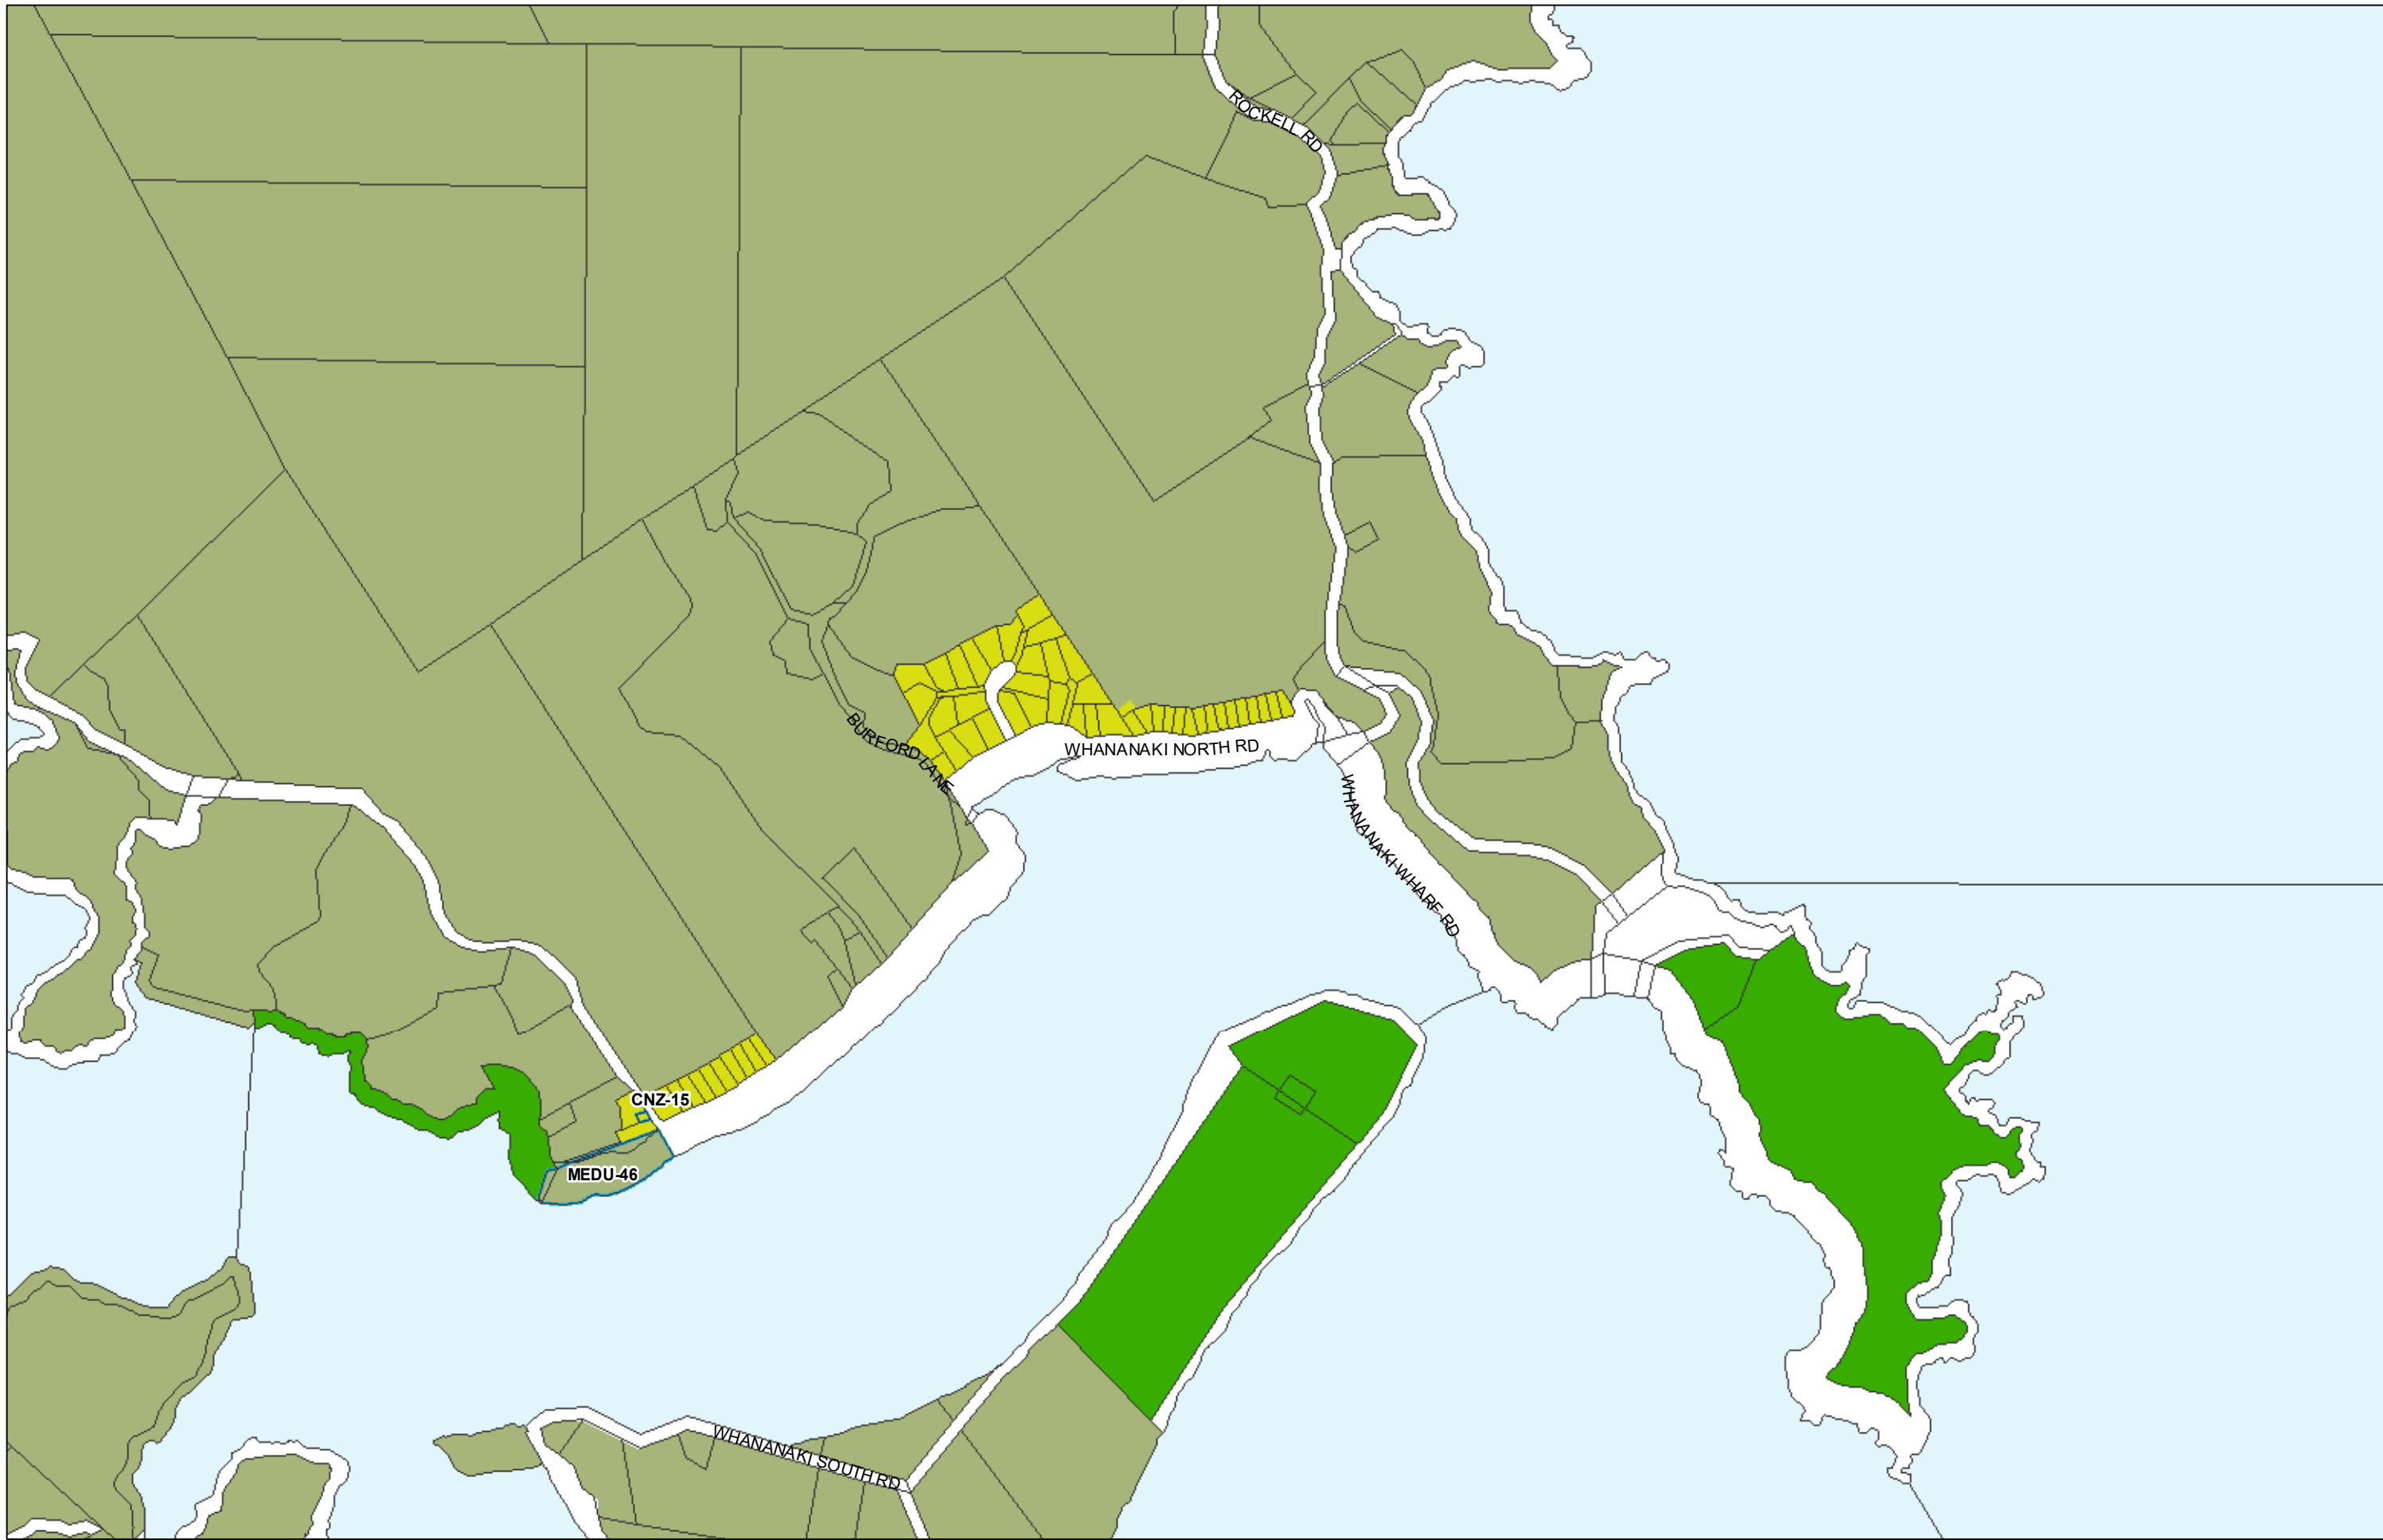 ROCKELL RD
BURFORD LANE
WHANANAKI NORTH RD
WHANANAKI WHARF RD
CNZ-15
MEDU-46
WHANANAKI SOUTH RD